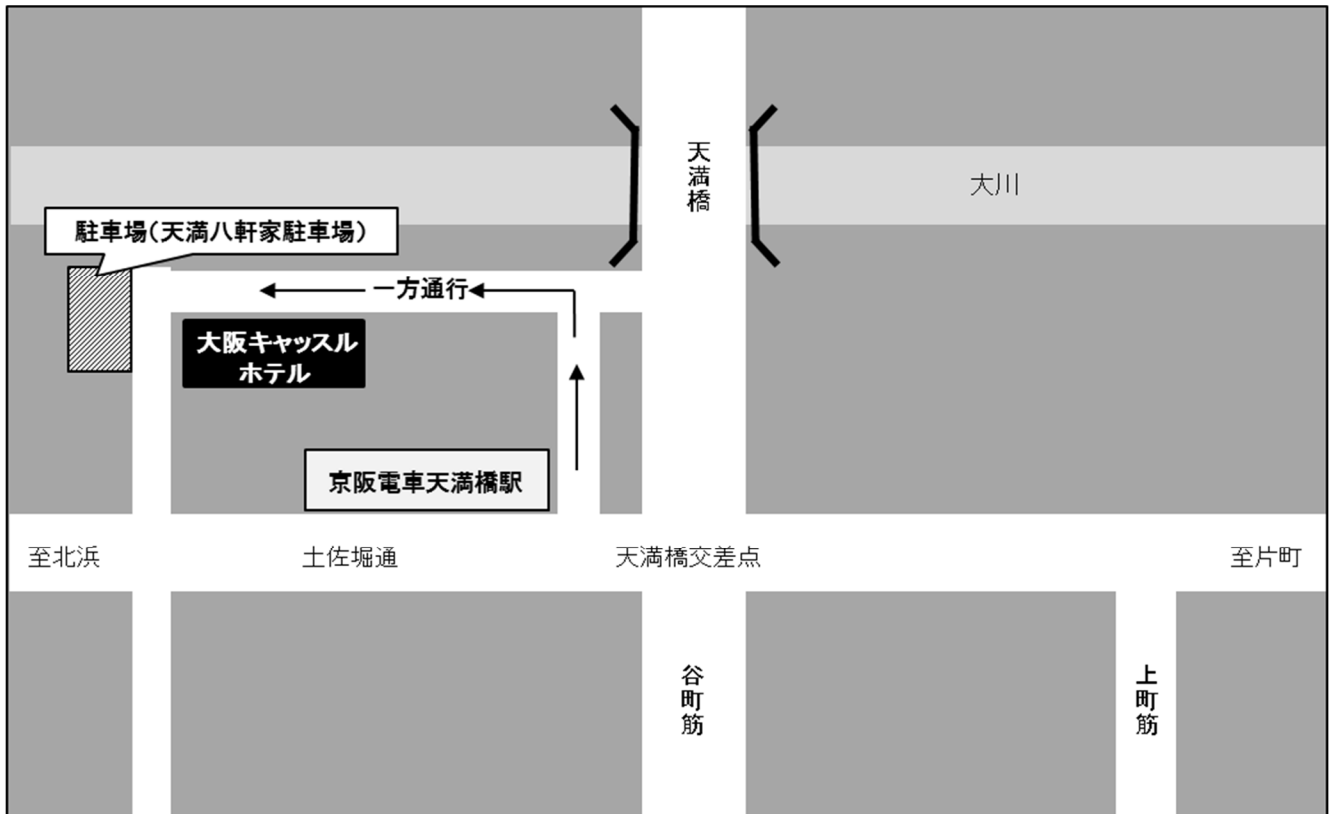 天満橋
大川
駐車場(天満八軒家駐車場)
一方通行
大阪キャッスル
ホテル
京阪電車天満橋駅
至北浜
土佐堀通
天満橋交差点
至片町
谷町筋
上町筋